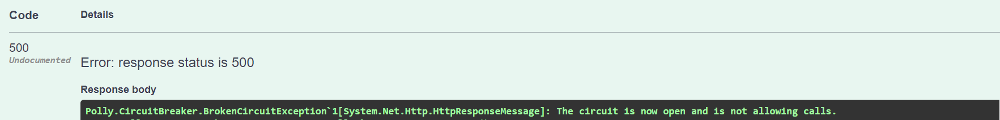 Code Details
500
Undocumented
Error: response status is 500
Response body
Polly.CircuitBreaker.BrokenCircuitException`1[System.Net.Http.HttpResponseMessage]: The circuit is now open and is not allowing calls.